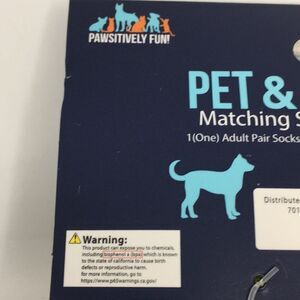 PAWSITIVELY FUN!
PET &
Matching S
1(One) Adult Pair Socks
Distribute
701
Warning:
This product can expose you to chemicals,
including bisphenol a (bpa) which is known
to the state of california to cause birth
defects or reproductive harm.
for more information, go to
https://www.p65warnings.ca.gov/